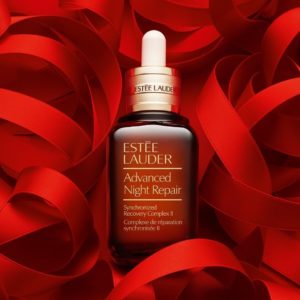 ESTĒE LAUDER
ESTĒE
LAUDER
Advanced
Night Repair
Synchronized
Recovery Complex II
Complexe de réparation
synchronisée II